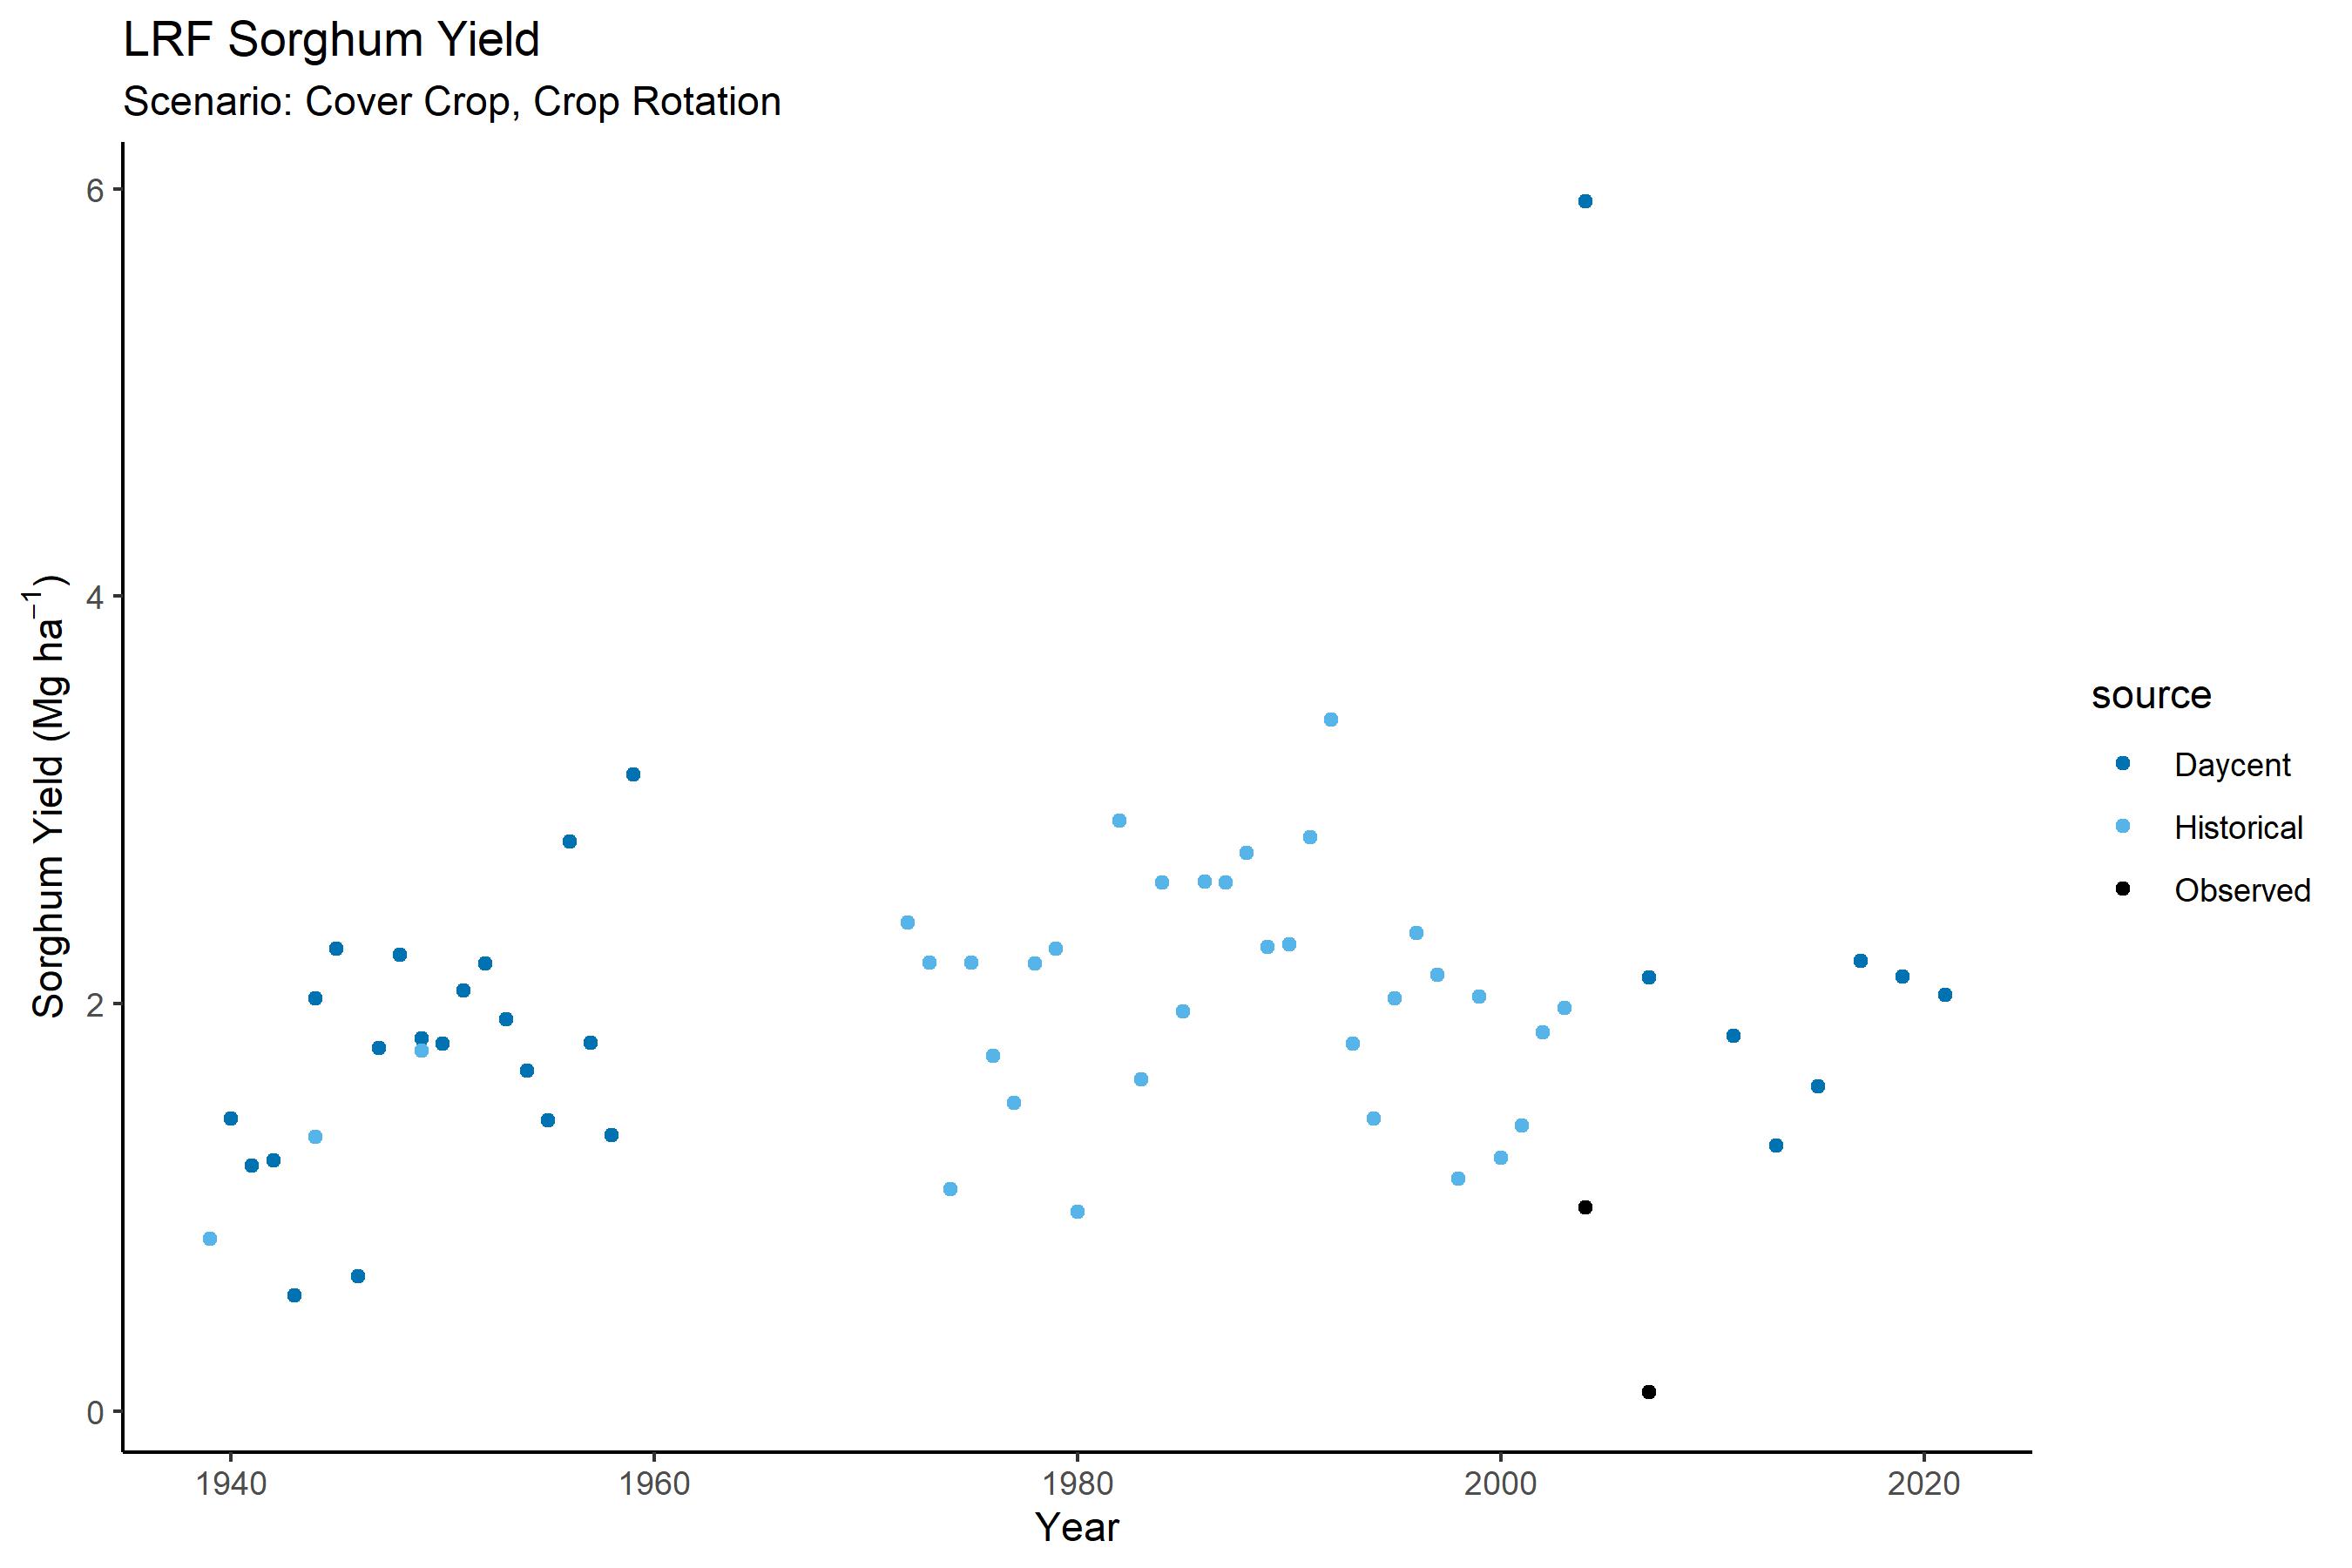 LRF Sorghum Yield
Scenario: Cover Crop, Crop Rotation
Sorghum Yield (Mg ha⁻¹)
6
4
2
0
1940 1960 1980 2000 2020
Year
source
Daycent
Historical
Observed